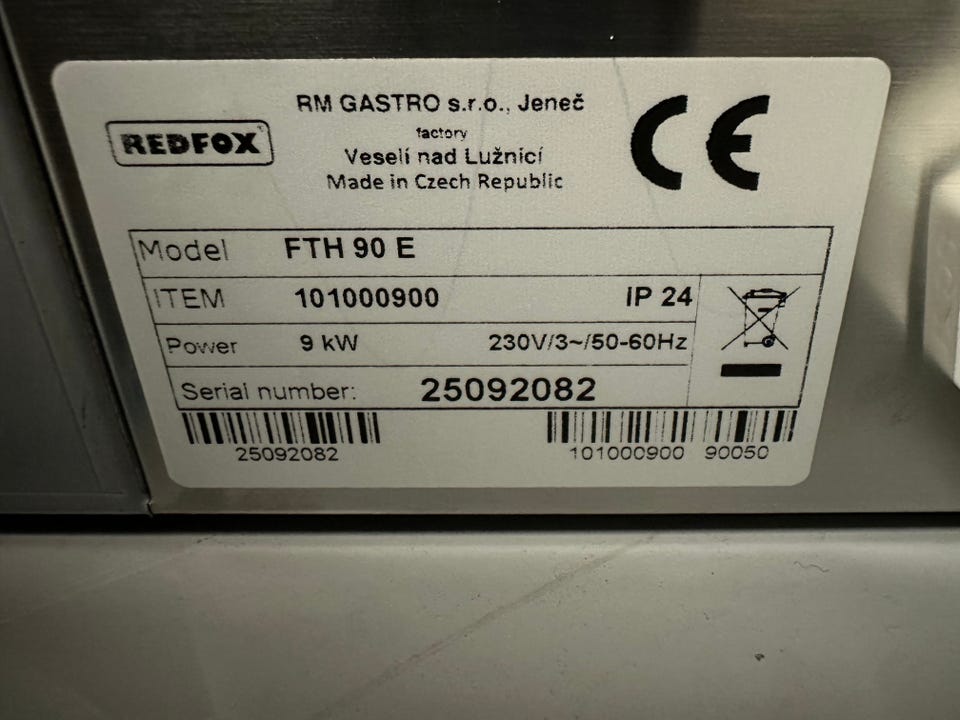 REDFOX
RM GASTRO s.r.o., Jeneč
factory
Veselí nad Lužnicí
Made in Czech Republic
CE
Model FTH 90 E
ITEM 101000900 IP 24
Power 9 kW 230V/3~/50-60Hz
Serial number: 25092082
25092082 101000900 90050